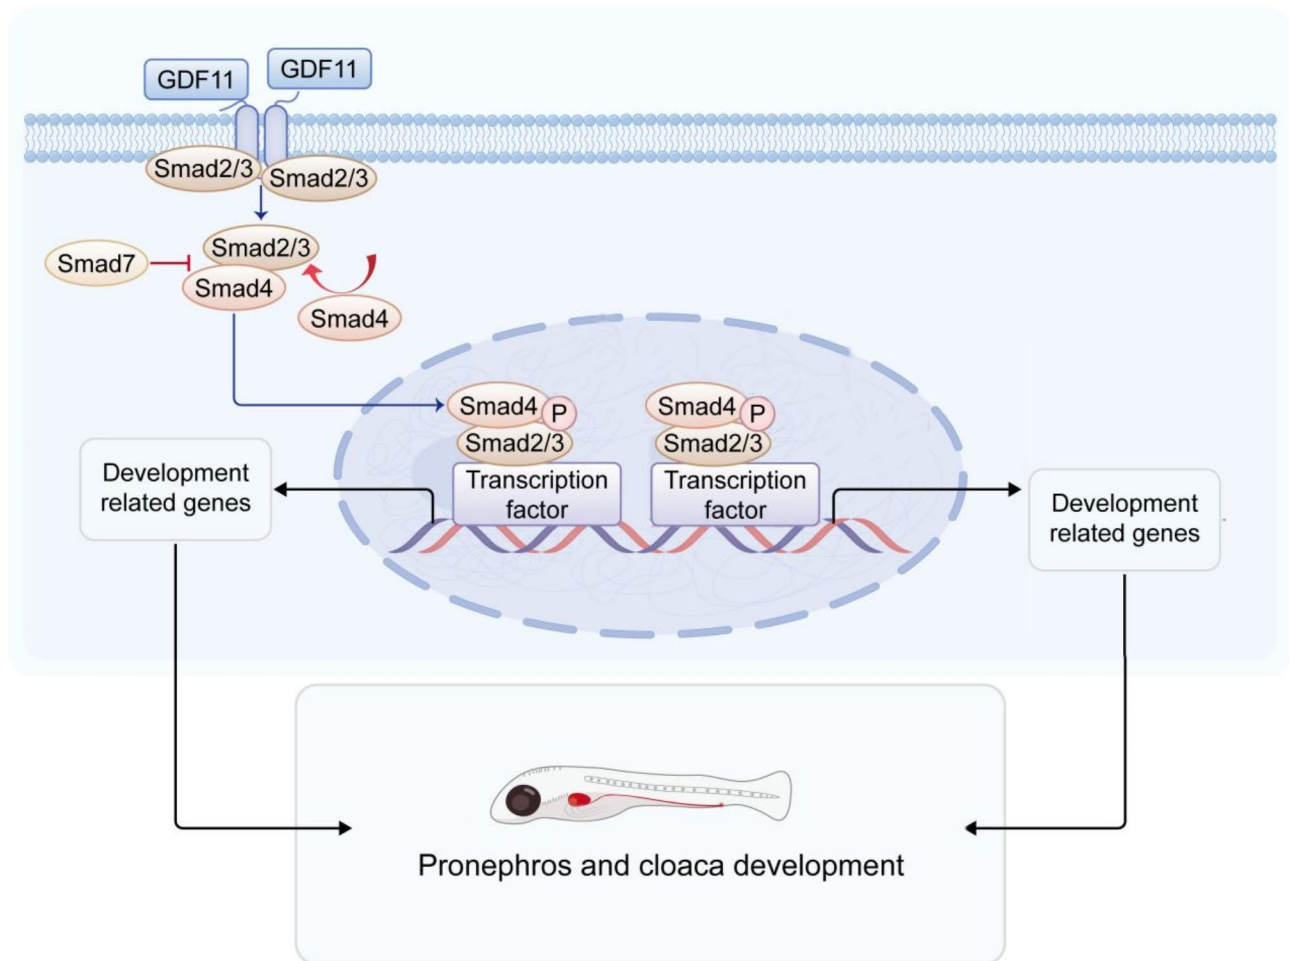 GDF11
GDF11
Smad2/3
Smad2/3
Smad2/3
Smad7
Smad4
Smad4
Smad4
P
Smad2/3
Transcription
factor
Smad4
P
Smad2/3
Transcription
factor
Development
related genes
Development
related genes
Pronephros and cloaca development